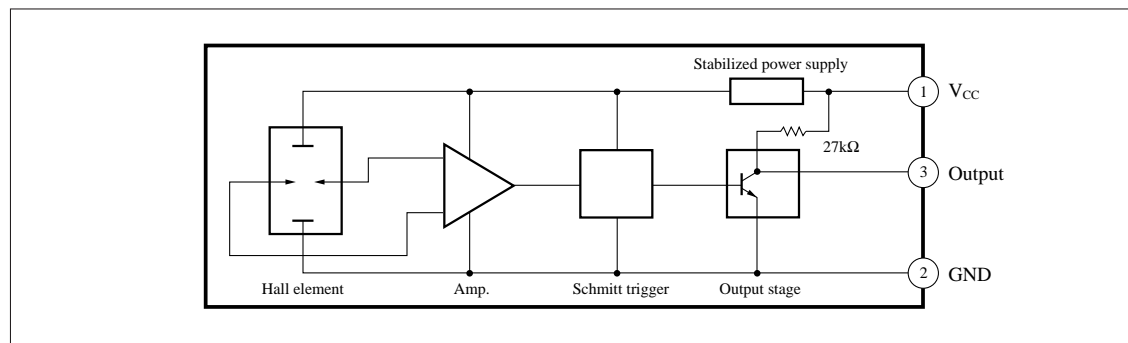 Stabilized power supply
1 VCC
27kΩ
3 Output
2 GND
Hall element Amp. Schmitt trigger Output stage